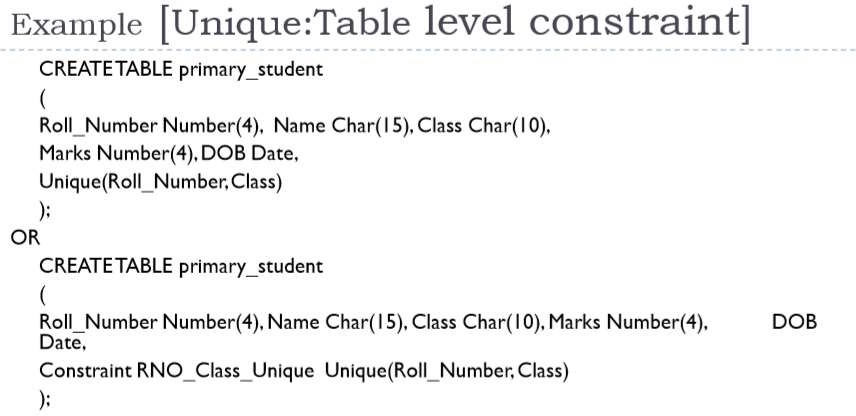 Example [Unique:Table level constraint]
CREATE TABLE primary_student
(
Roll_Number Number(4), Name Char(15), Class Char(10),
Marks Number(4), DOB Date,
Unique(Roll_Number, Class)
);
OR
CREATE TABLE primary_student
(
Roll_Number Number(4), Name Char(15), Class Char(10), Marks Number(4), DOB
Date,
Constraint RNO_Class_Unique Unique(Roll_Number, Class)
);